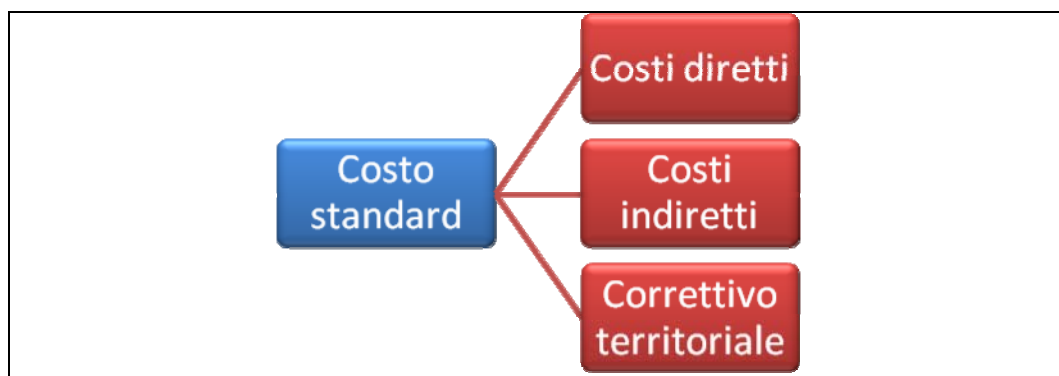 Costo
standard
Costi diretti
Costi
indiretti
Correttivo
territoriale